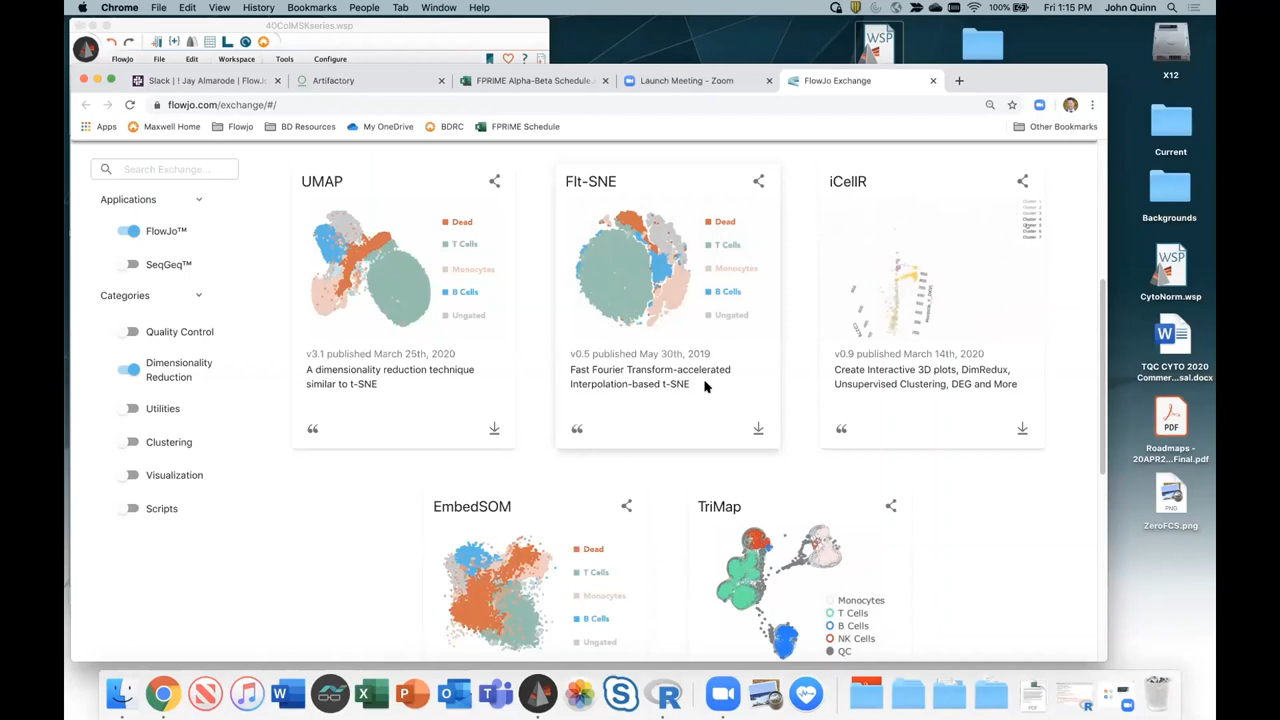 Chrome File Edit View History Bookmarks People Tab Window Help
100% Fri 1:15 PM John Quinn
40ColMSKseries.wsp
FlowJo File Edit Workspace Tools Configure
Slack | ! Jay Almarode | FlowJo
Artifactory
FPRIME Alpha-Beta Schedule.
Launch Meeting - Zoom
FlowJo Exchange
flowjo.com/exchange/#/
Apps Maxwell Home Flowjo BD Resources My OneDrive BDRC FPRIME Schedule Other Bookmarks
Search Exchange...
Applications
FlowJo™
SeqGeq™
Categories
Quality Control
Dimensionality
Reduction
Utilities
Clustering
Visualization
Scripts
UMAP
Dead
T Cells
Monocytes
B Cells
Ungated
v3.1 published March 25th, 2020
A dimensionality reduction technique
similar to t-SNE
FIt-SNE
Dead
T Cells
Monocytes
B Cells
Ungated
v0.5 published May 30th, 2019
Fast Fourier Transform-accelerated
Interpolation-based t-SNE
iCellR
v0.9 published March 14th, 2020
Create Interactive 3D plots, DimRedux,
Unsupervised Clustering, DEG and More
EmbedSOM
Dead
T Cells
Monocytes
B Cells
Ungated
TriMap
Monocytes
T Cells
B Cells
NK Cells
QC
WSP
X12
Current
Backgrounds
WSP
CytoNorm.wsp
TQC CYTO 2020
Commer...sal.docx
PDF
Roadmaps -
20APR2...Final.pdf
PNG
ZeroFCS.png